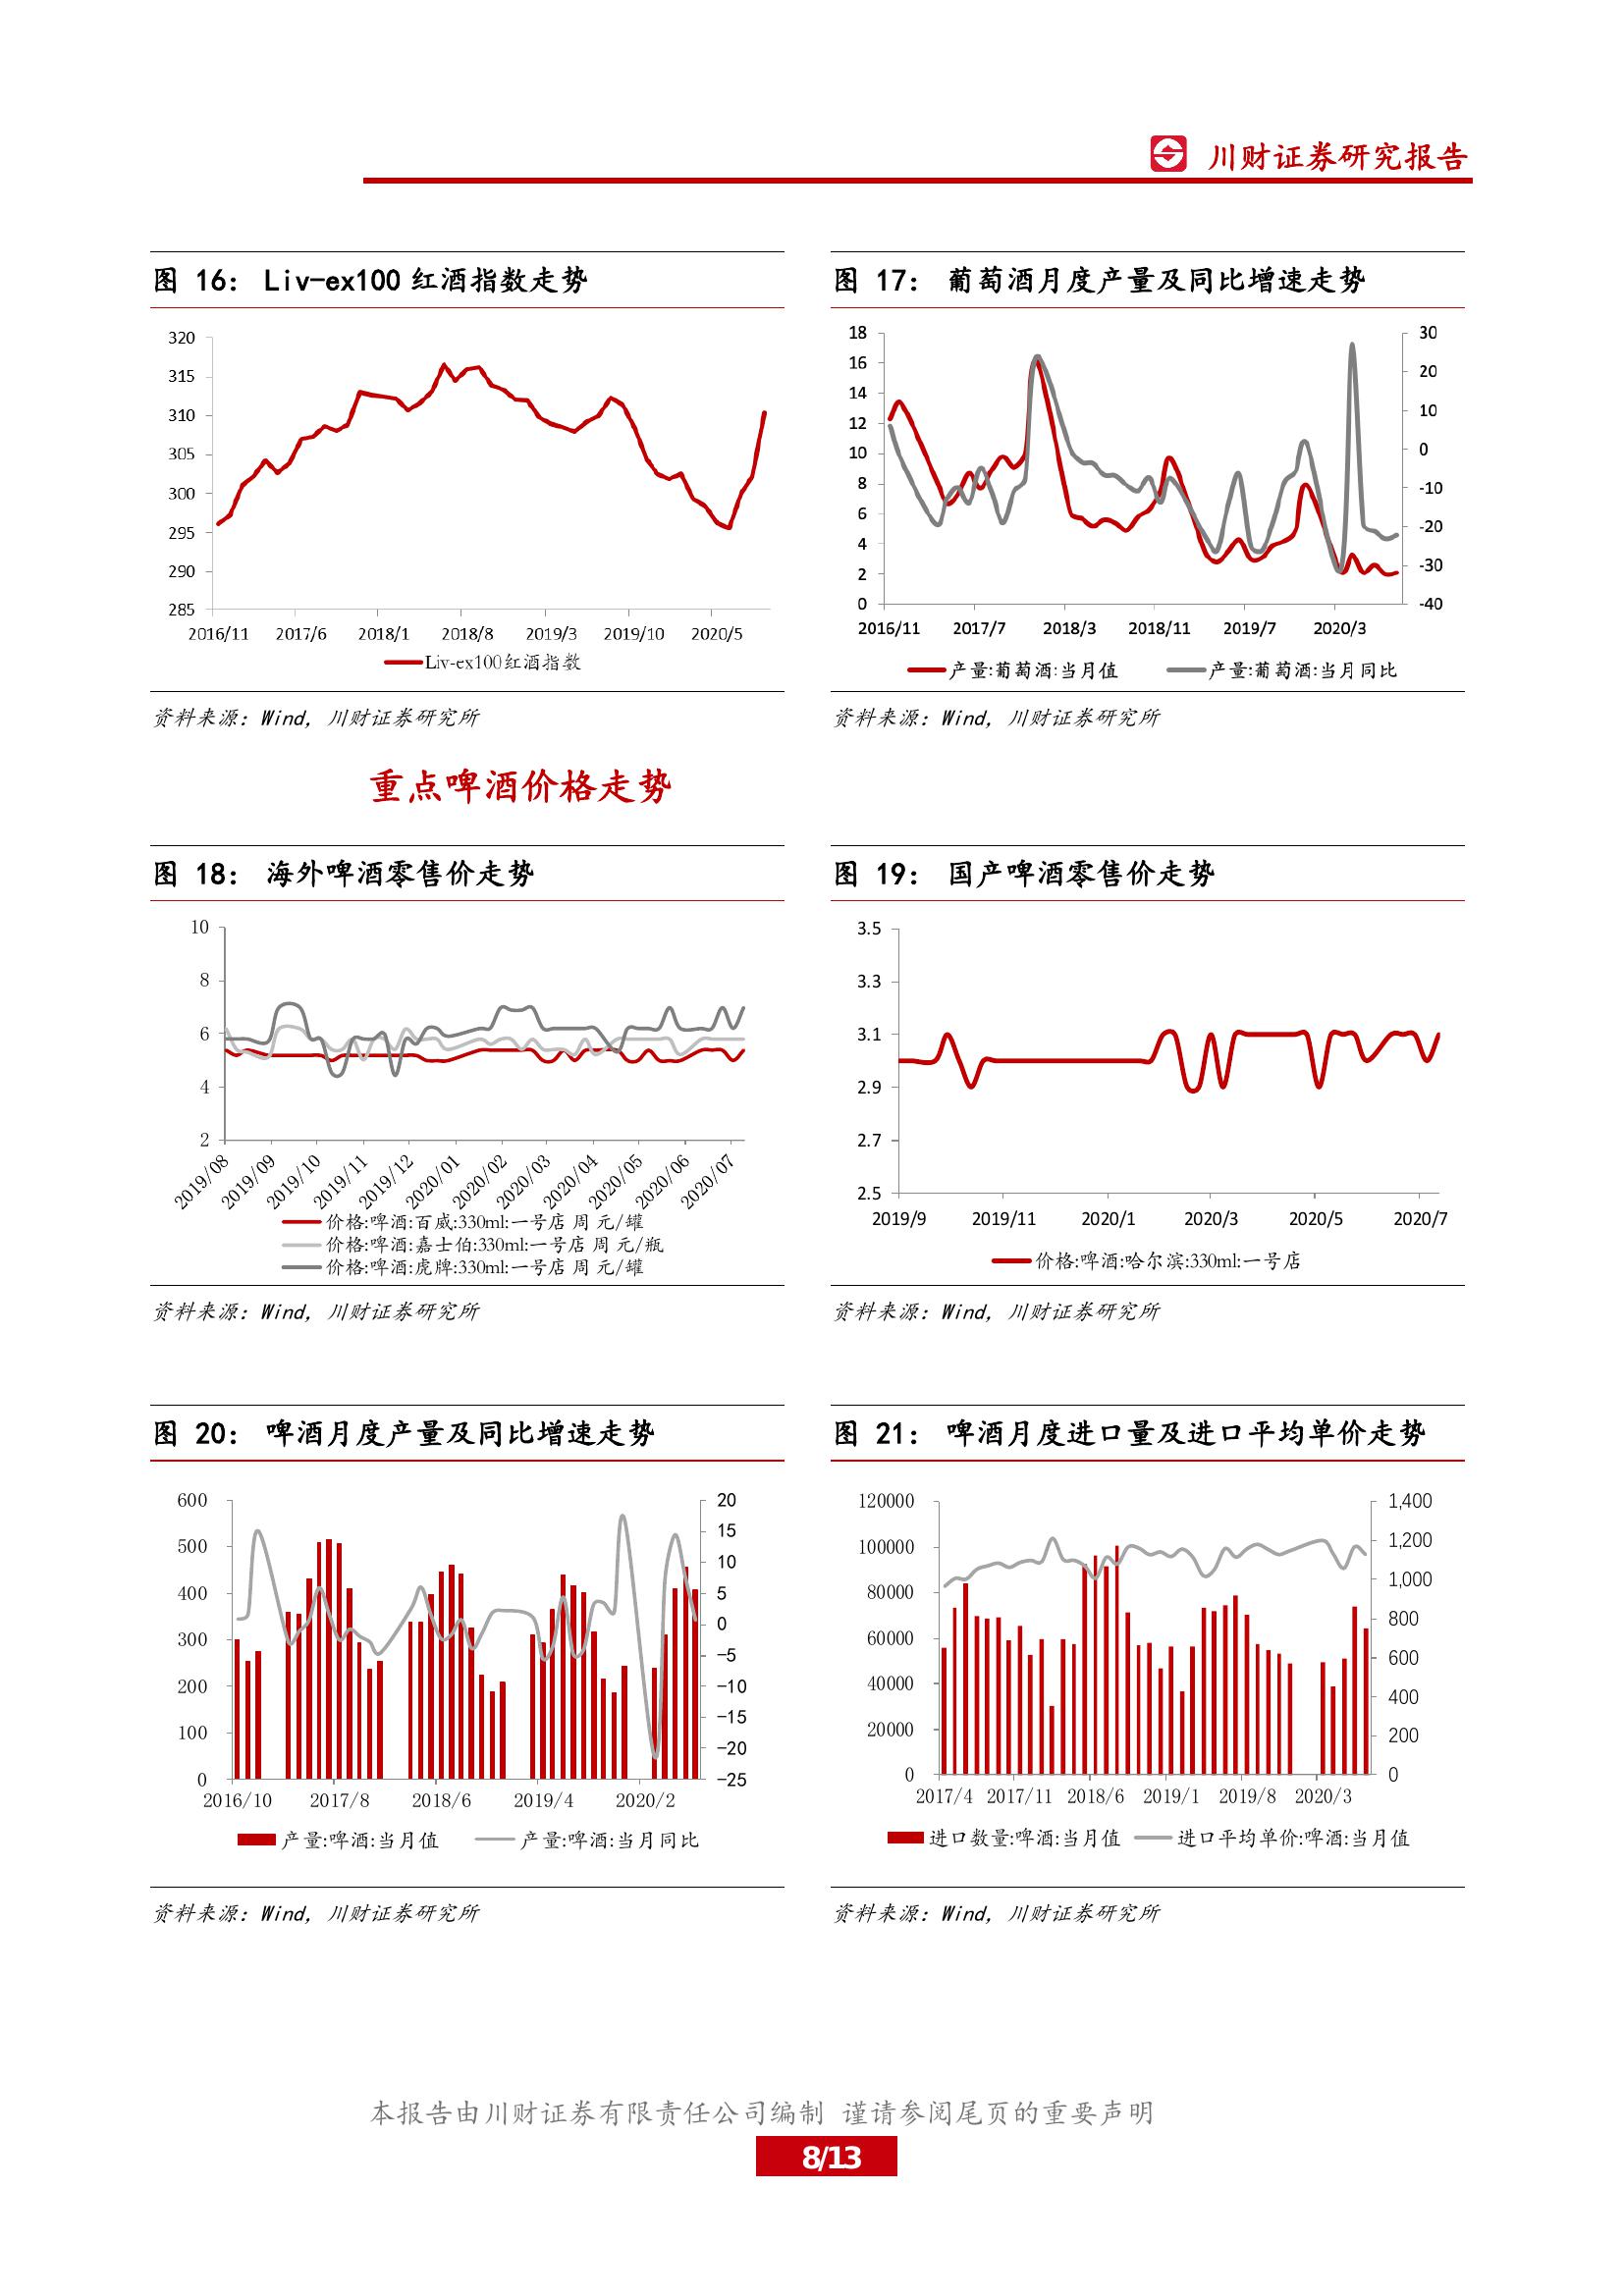 川财证券研究报告
图 16： Liv-ex100 红酒指数走势
320
315
310
305
300
295
290
285
2016/11 2017/6 2018/1 2018/8 2019/3 2019/10 2020/5
Liv-ex100红酒指数
资料来源：Wind, 川财证券研究所
图 17： 葡萄酒月度产量及同比增速走势
18
16
14
12
10
8
6
4
2
0
30
20
10
0
-10
-20
-30
-40
2016/11 2017/7 2018/3 2018/11 2019/7 2020/3
产量:葡萄酒:当月值 产量:葡萄酒:当月同比
资料来源：Wind, 川财证券研究所
重点啤酒价格走势
图 18： 海外啤酒零售价走势
10
8
6
4
2
2019/08 2019/09 2019/10 2019/11 2019/12 2020/01 2020/02 2020/03 2020/04 2020/05 2020/06 2020/07
价格:啤酒:百威:330ml:一号店 周 元/罐
价格:啤酒:嘉士伯:330ml:一号店 周 元/瓶
价格:啤酒:虎牌:330ml:一号店 周 元/罐
资料来源：Wind, 川财证券研究所
图 19： 国产啤酒零售价走势
3.5
3.3
3.1
2.9
2.7
2.5
2019/9 2019/11 2020/1 2020/3 2020/5 2020/7
价格:啤酒:哈尔滨:330ml:一号店
资料来源：Wind, 川财证券研究所
图 20： 啤酒月度产量及同比增速走势
600
500
400
300
200
100
0
20
15
10
5
0
-5
-10
-15
-20
-25
2016/10 2017/8 2018/6 2019/4 2020/2
产量:啤酒:当月值 产量:啤酒:当月同比
资料来源：Wind, 川财证券研究所
图 21： 啤酒月度进口量及进口平均单价走势
120000
100000
80000
60000
40000
20000
0
1,400
1,200
1,000
800
600
400
200
0
2017/4 2017/11 2018/6 2019/1 2019/8 2020/3
进口数量:啤酒:当月值 进口平均单价:啤酒:当月值
资料来源：Wind, 川财证券研究所
本报告由川财证券有限责任公司编制 谨请参阅尾页的重要声明
8/13